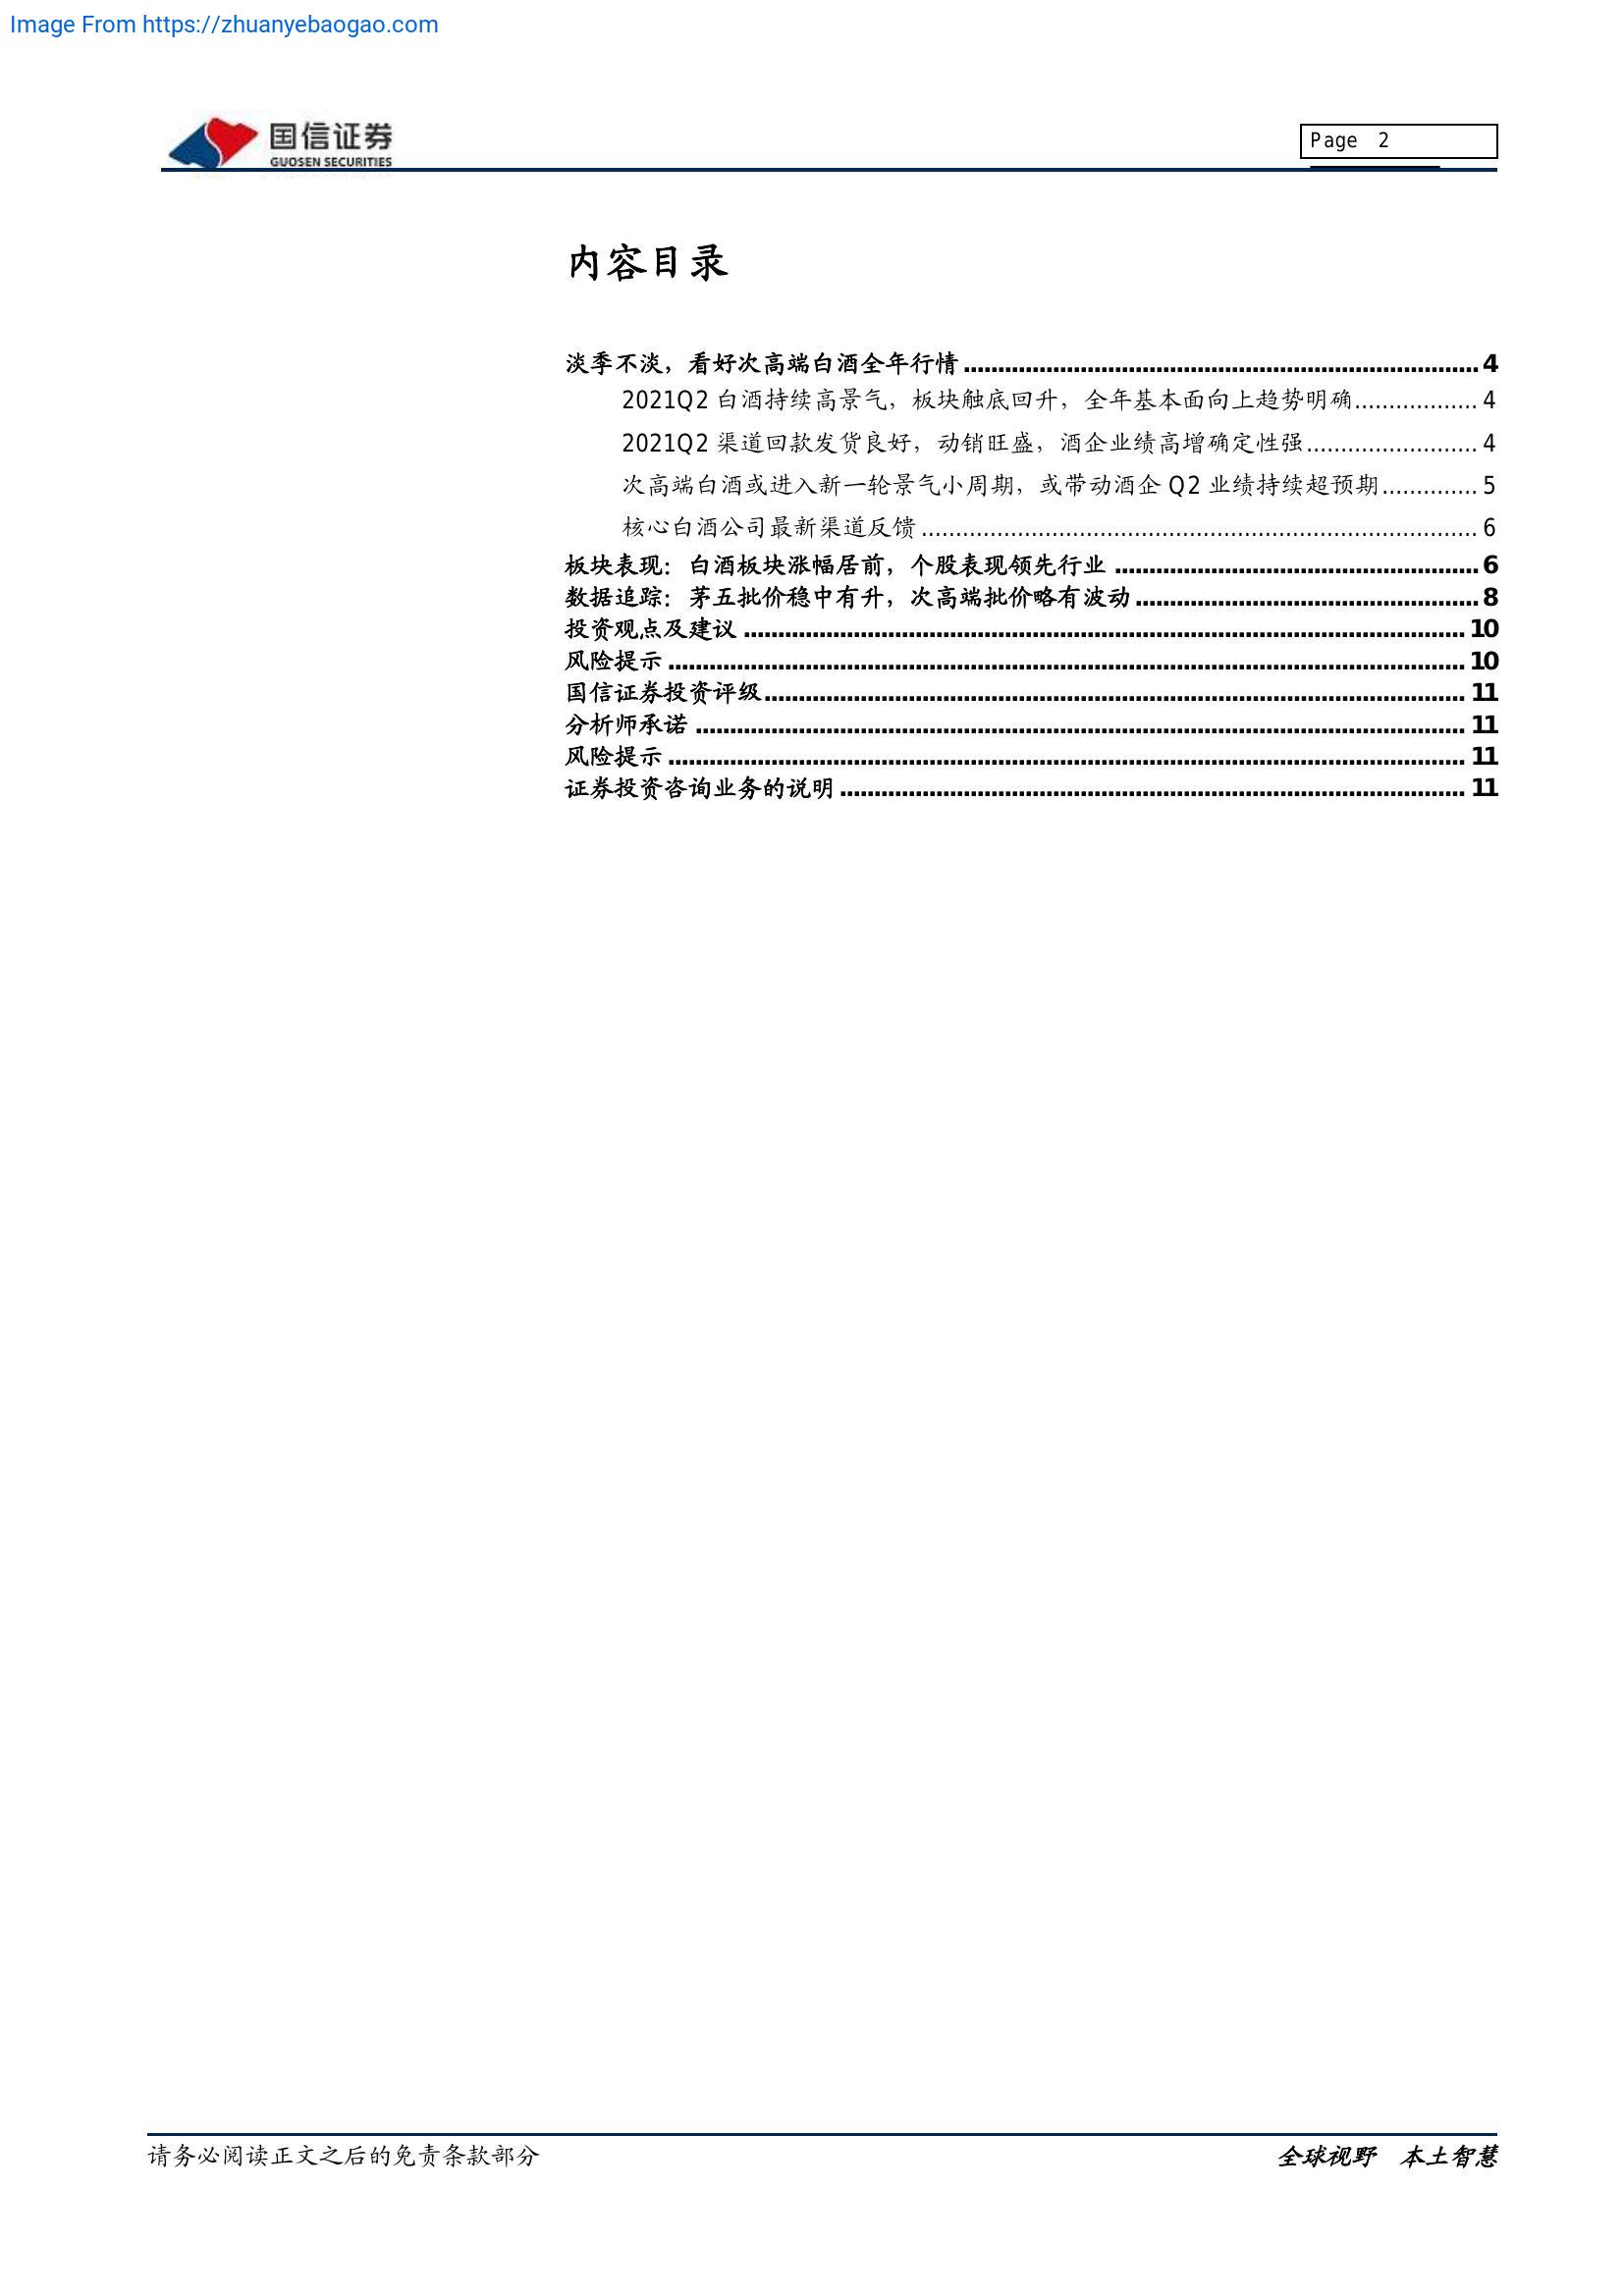 Image From https://zhuanyebaogao.com
国信证券
GUOSEN SECURITIES
Page 2
内容目录
淡季不淡，看好次高端白酒全年行情 4
2021Q2 白酒持续高景气，板块触底回升，全年基本面向上趋势明确 4
2021Q2 渠道回款发货良好，动销旺盛，酒企业绩高增确定性强 4
次高端白酒或进入新一轮景气小周期，或带动酒企 Q2 业绩持续超预期 5
核心白酒公司最新渠道反馈 6
板块表现：白酒板块涨幅居前，个股表现领先行业 6
数据追踪：茅五批价稳中有升，次高端批价略有波动 8
投资观点及建议 10
风险提示 10
国信证券投资评级 11
分析师承诺 11
风险提示 11
证券投资咨询业务的说明 11
请务必阅读正文之后的免责条款部分
全球视野 本土智慧